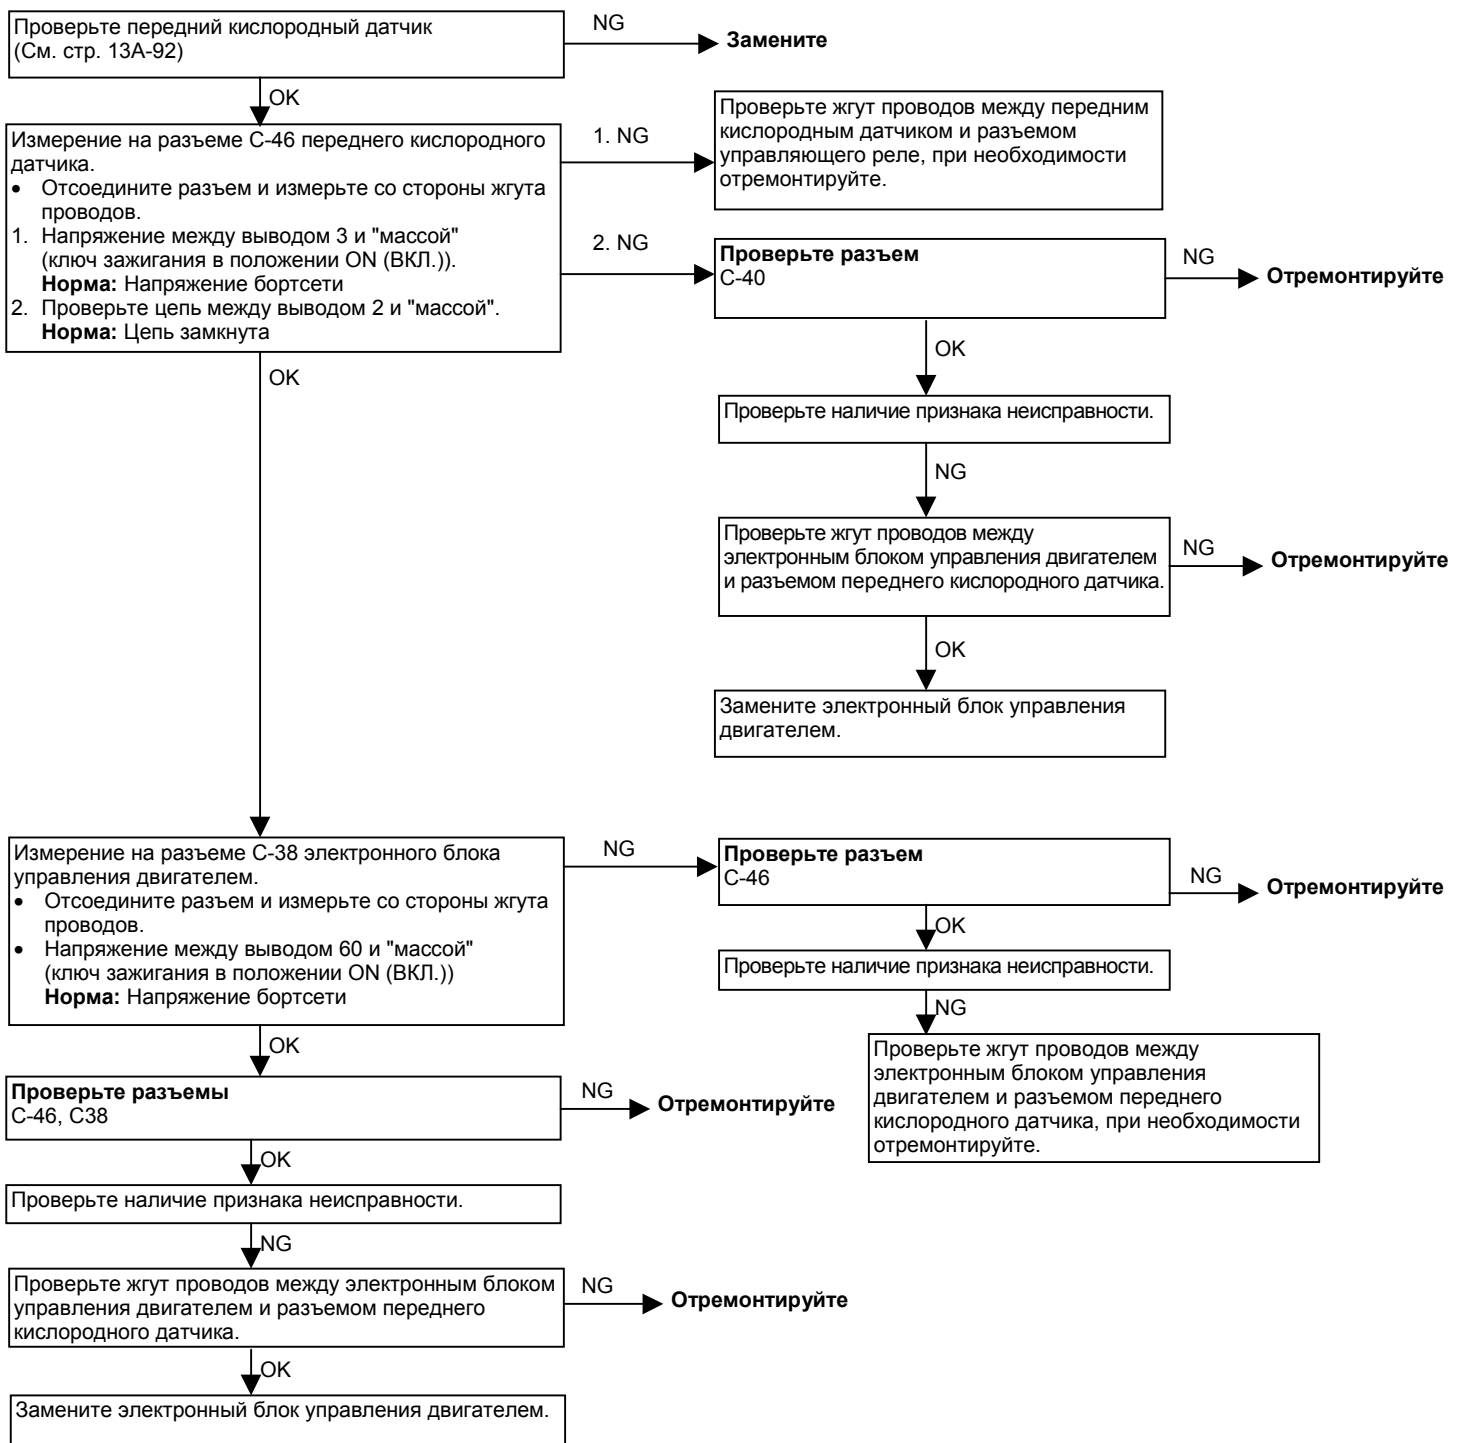 Проверьте передний кислородный датчик
(См. стр. 13A-92)
NG
Замените
OK
Измерение на разъеме C-46 переднего кислородного
датчика.
• Отсоедините разъем и измерьте со стороны жгута
проводов.
1. Напряжение между выводом 3 и "массой"
(ключ зажигания в положении ON (ВКЛ.)).
Норма: Напряжение бортсети
2. Проверьте цепь между выводом 2 и "массой".
Норма: Цепь замкнута
1. NG
Проверьте жгут проводов между передним
кислородным датчиком и разъемом
управляющего реле, при необходимости
отремонтируйте.
2. NG
Проверьте разъем
C-40
NG
Отремонтируйте
OK
Проверьте наличие признака неисправности.
NG
Проверьте жгут проводов между
электронным блоком управления двигателем
и разъемом переднего кислородного датчика.
NG
Отремонтируйте
OK
Замените электронный блок управления
двигателем.
OK
Измерение на разъеме C-38 электронного блока
управления двигателем.
• Отсоедините разъем и измерьте со стороны жгута
проводов.
• Напряжение между выводом 60 и "массой"
(ключ зажигания в положении ON (ВКЛ.))
Норма: Напряжение бортсети
NG
Проверьте разъем
C-46
NG
Отремонтируйте
OK
Проверьте наличие признака неисправности.
NG
Проверьте жгут проводов между
электронным блоком управления
двигателем и разъемом переднего
кислородного датчика, при необходимости
отремонтируйте.
OK
Проверьте разъемы
C-46, C38
NG
Отремонтируйте
OK
Проверьте наличие признака неисправности.
NG
Проверьте жгут проводов между электронным блоком
управления двигателем и разъемом переднего
кислородного датчика.
NG
Отремонтируйте
OK
Замените электронный блок управления двигателем.